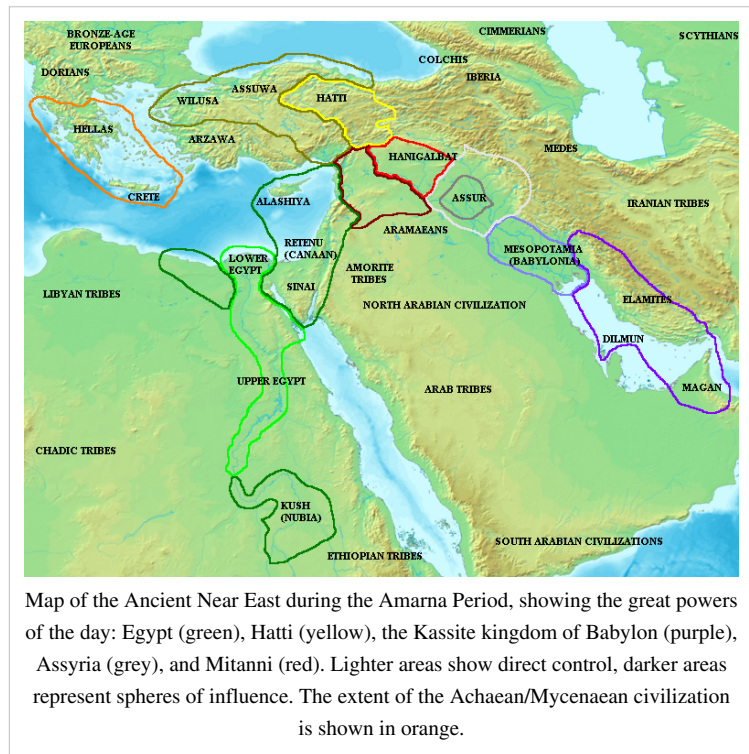 BRONZE-AGE
EUROPEANS
CIMMERIANS
SCYTHIANS
COLCHIS
DORIANS
IBERIA
ASSUWA
WILUSA
HATTI
HELLAS
ARZAWA
MEDES
HANIGALBAT
CRETE
ASSUR
ALASHIYA
IRANIAN TRIBES
ARAMAEANS
RETENU
(CANAAN)
MESOPOTAMIA
(BABYLONIA)
LOWER
EGYPT
AMORITE
TRIBES
SINAI
LIBYAN TRIBES
NORTH ARABIAN CIVILIZATION
ELAMITES
DILMUN
UPPER EGYPT
ARAB TRIBES
MAGAN
CHADIC TRIBES
KUSH
(NUBIA)
SOUTH ARABIAN CIVILIZATIONS
ETHIOPIAN TRIBES
Map of the Ancient Near East during the Amarna Period, showing the great powers
of the day: Egypt (green), Hatti (yellow), the Kassite kingdom of Babylon (purple),
Assyria (grey), and Mitanni (red). Lighter areas show direct control, darker areas
represent spheres of influence. The extent of the Achaean/Mycenaean civilization
is shown in orange.